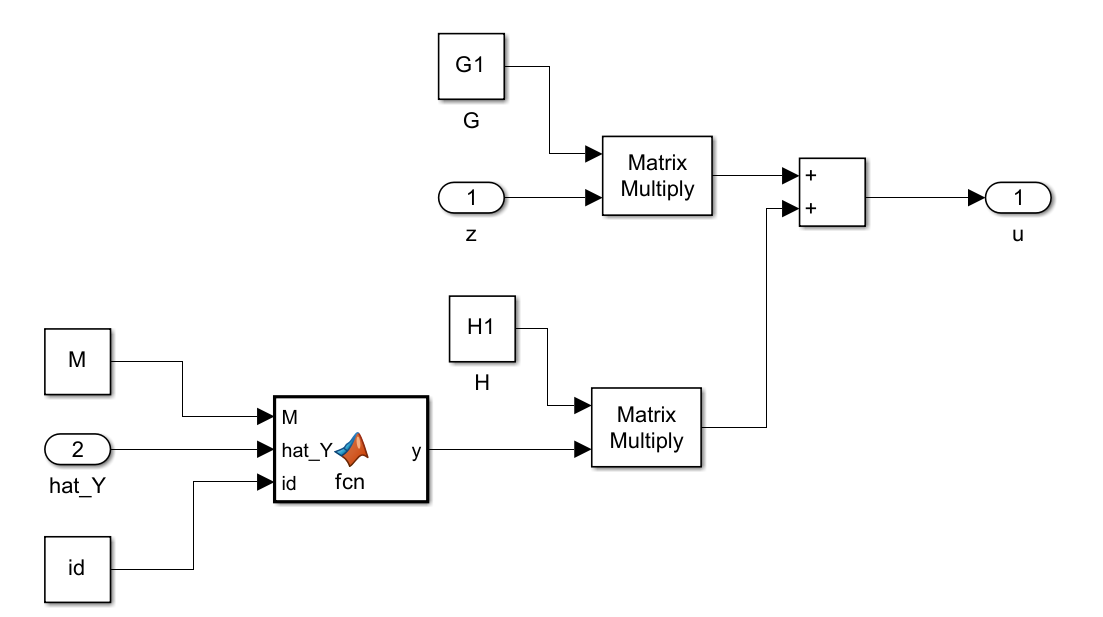 G1
G
Matrix
Multiply
1
z
+
+
1
u
H1
H
M
Matrix
Multiply
M
2
hat_Y
hat_Y
y
id
fcn
id